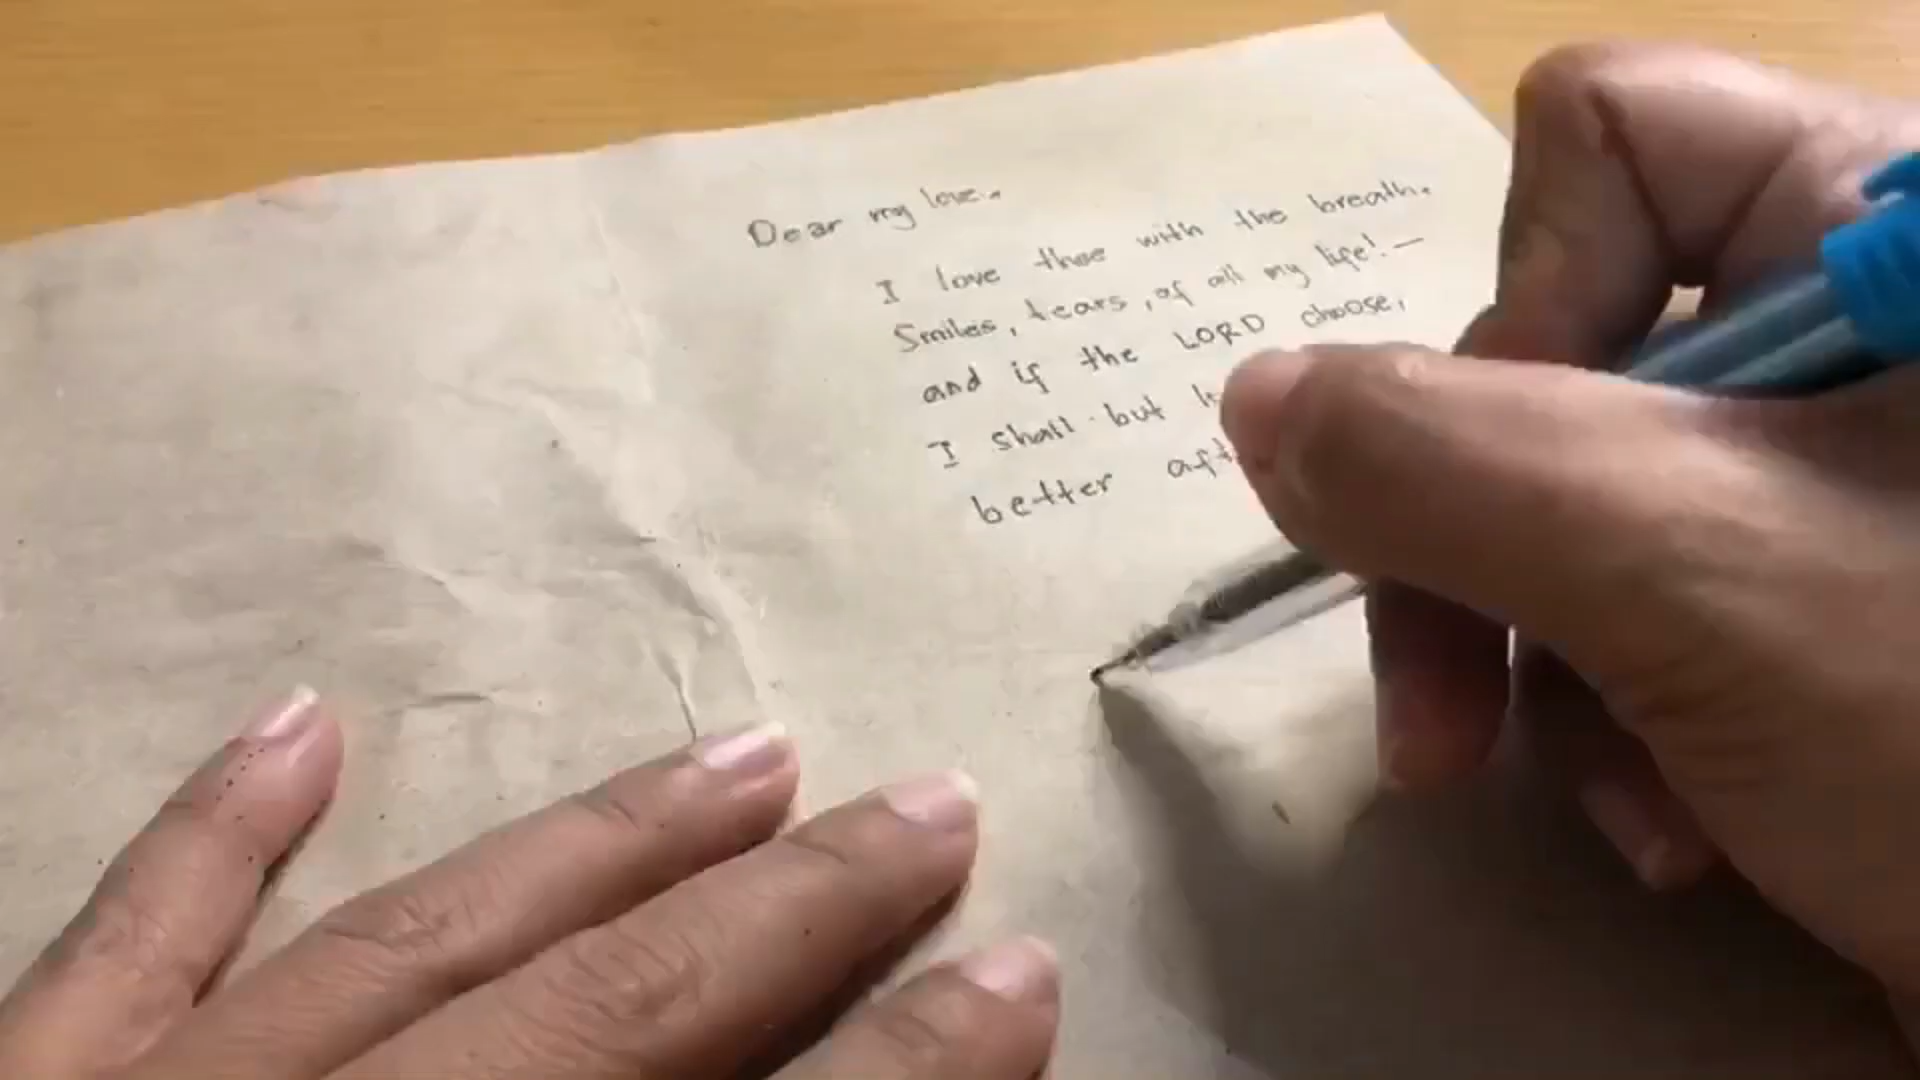 Dear my love.
I love thee with the breath.
Smiles, tears, of all my life! —
and if the LORD choose,
I shall but
better